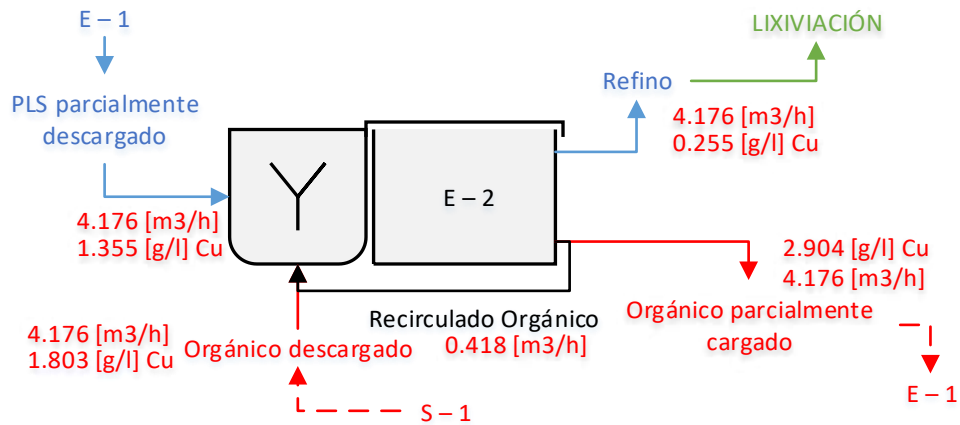 E – 1
PLS parcialmente
descargado
4.176 [m3/h]
1.355 [g/l] Cu
E – 2
LIXIVIACIÓN
Refino
4.176 [m3/h]
0.255 [g/l] Cu
2.904 [g/l] Cu
4.176 [m3/h]
Orgánico parcialmente
cargado
E – 1
Recirculado Orgánico
0.418 [m3/h]
4.176 [m3/h]
1.803 [g/l] Cu
Orgánico descargado
S – 1